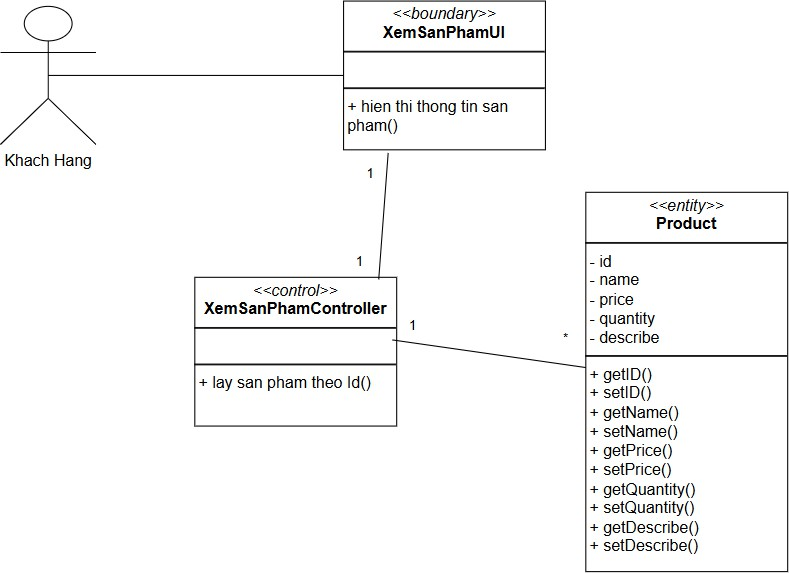 <<boundary>>
XemSanPhamUI
+ hien thi thong tin san
pham()
Khach Hang
1
1
<<control>>
XemSanPhamController
+ lay san pham theo Id()
1
*
<<entity>>
Product
- id
- name
- price
- quantity
- describe
+ getID()
+ setID()
+ getName()
+ setName()
+ getPrice()
+ setPrice()
+ getQuantity()
+ setQuantity()
+ getDescribe()
+ setDescribe()